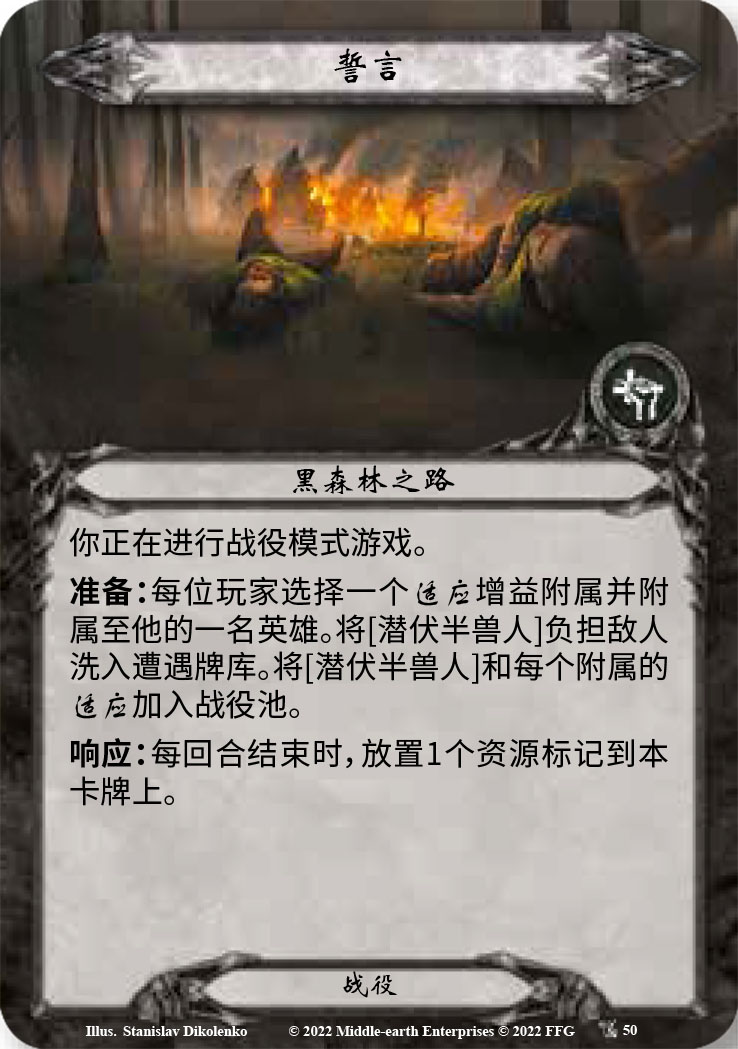 誓言
黑森林之路
你正在进行战役模式游戏。
准备：每位玩家选择一个适应增益附属并附
属至他的一名英雄。将[潜伏半兽人]负担敌人
洗入遭遇牌库。将[潜伏半兽人]和每个附属的
适应加入战役池。
响应：每回合结束时，放置1个资源标记到本
卡牌上。
战役
Illus. Stanislav Dikolenko © 2022 Middle-earth Enterprises © 2022 FFG 50